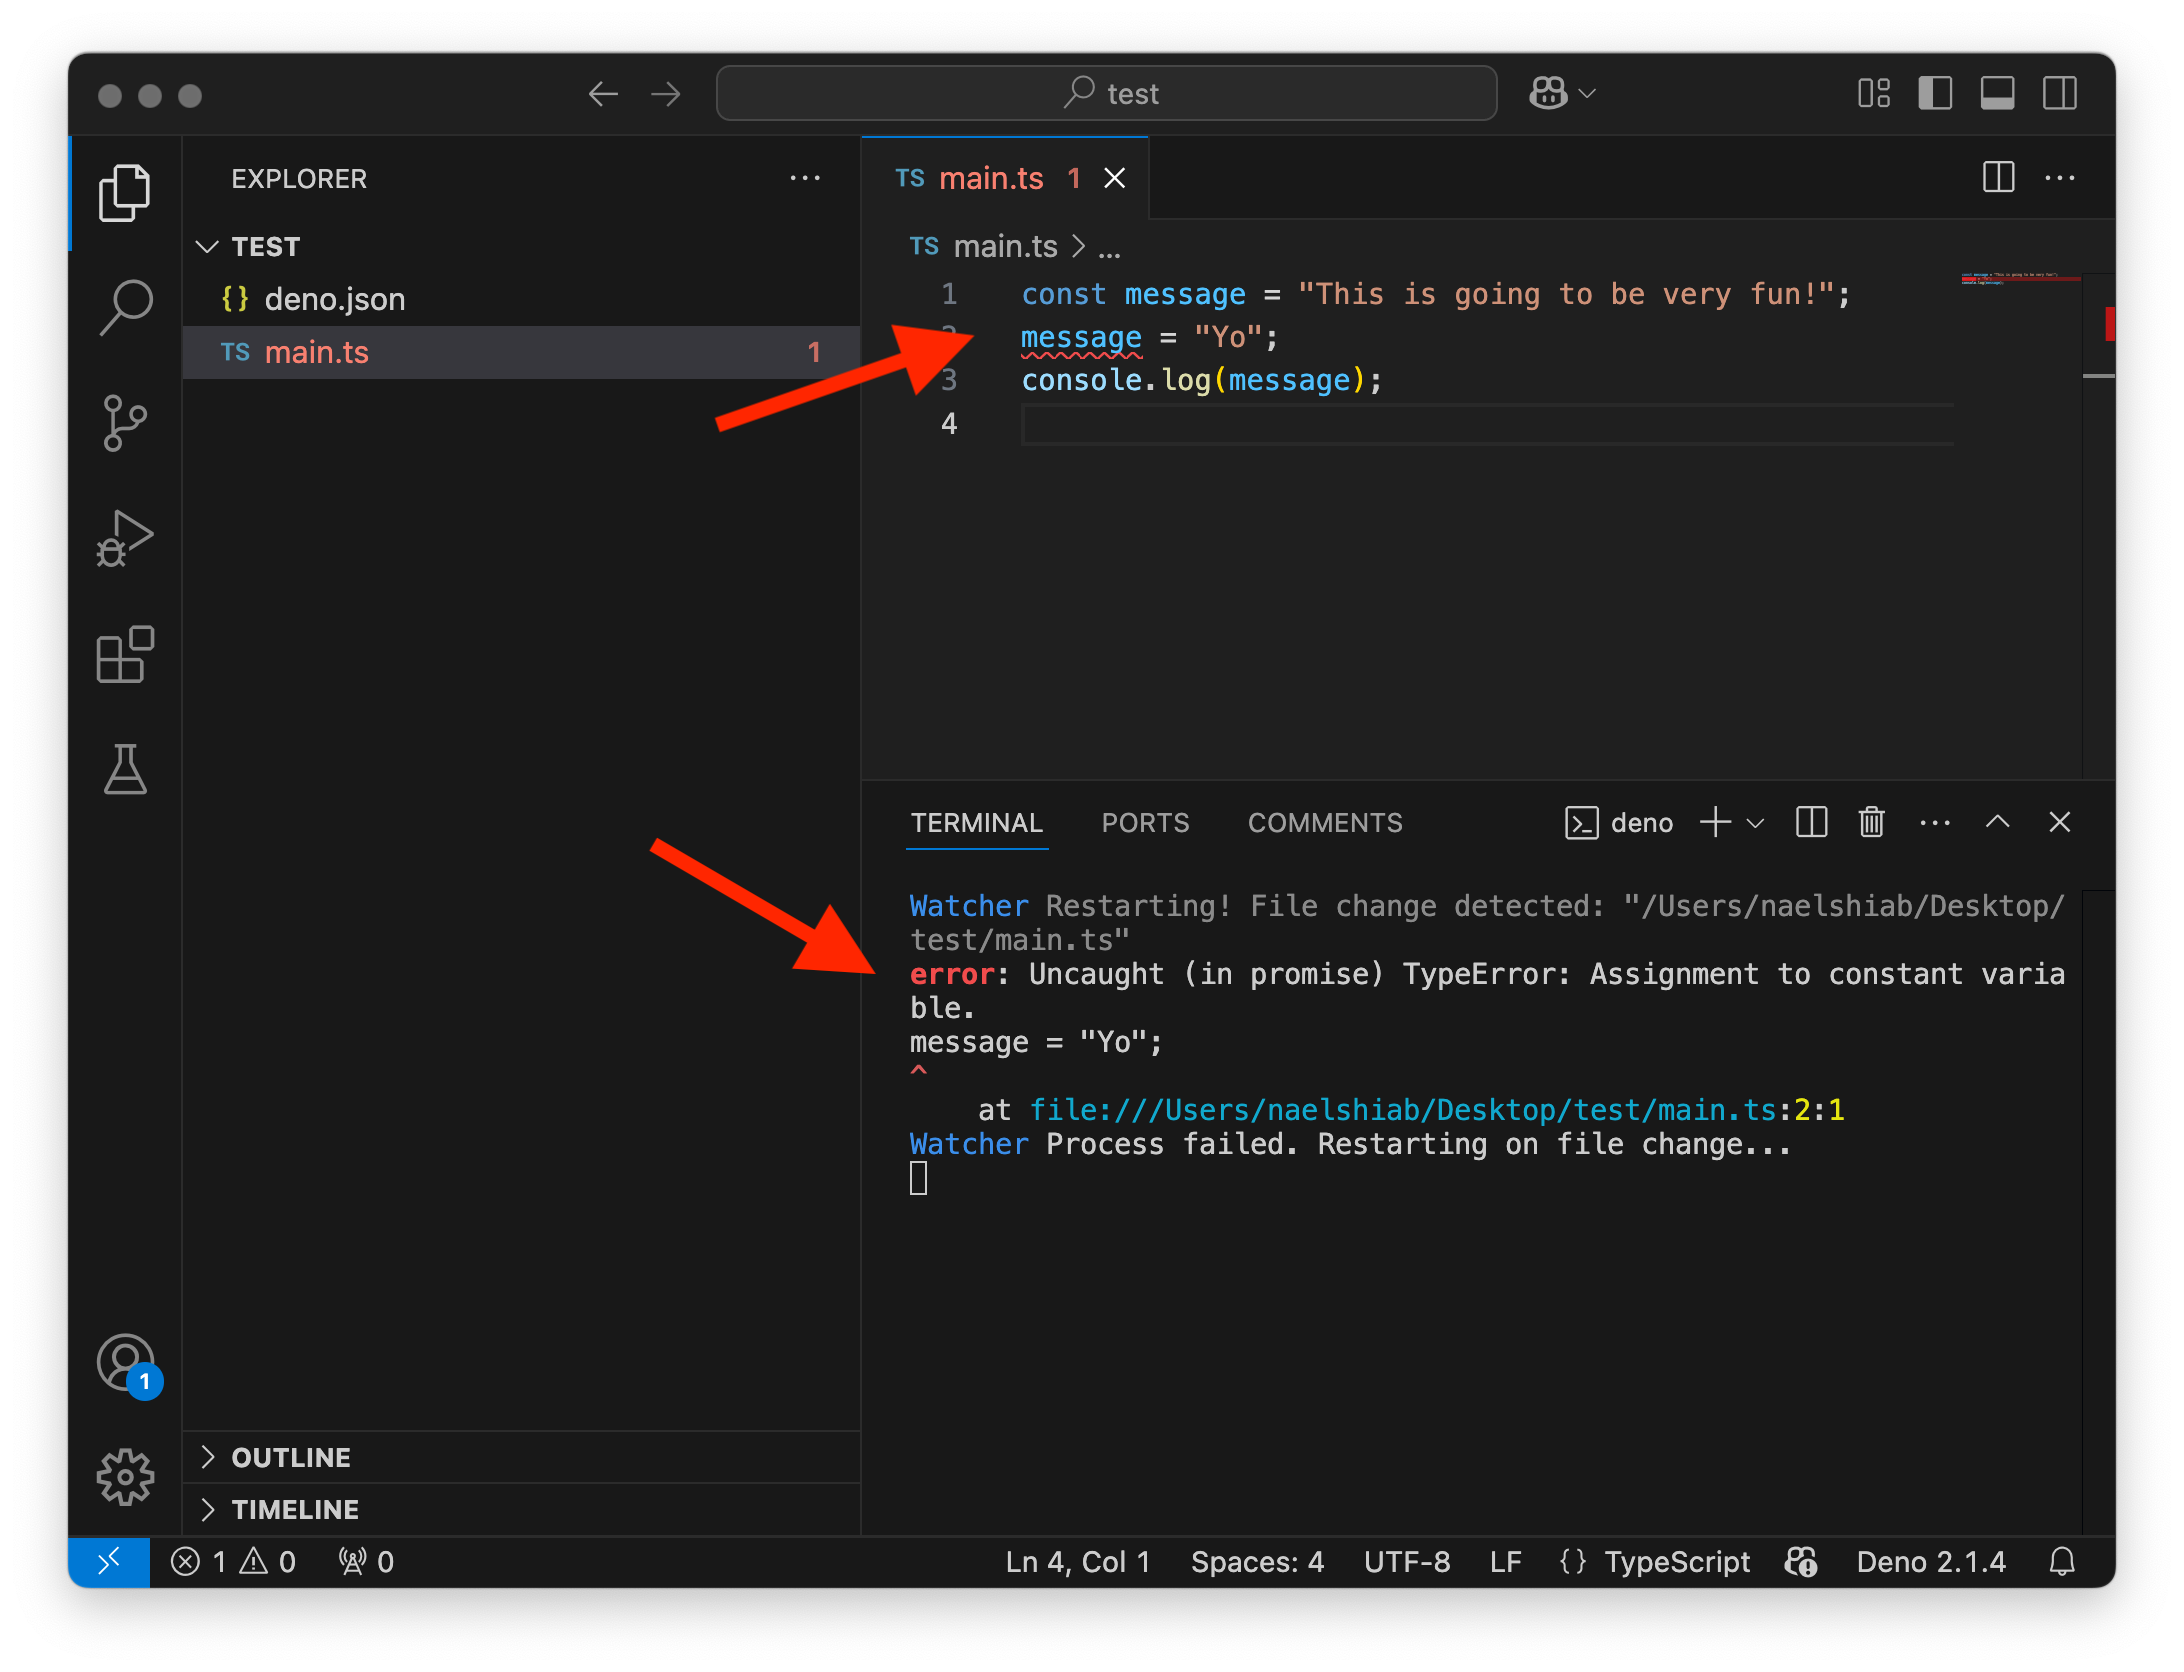 test
EXPLORER
TEST
{} deno.json
TS main.ts 1
TS main.ts 1
TS main.ts > ...
1 const message = "This is going to be very fun!";
2 message = "Yo";
3 console.log(message);
4
TERMINAL PORTS COMMENTS deno
Watcher Restarting! File change detected: "/Users/naelshiab/Desktop/
test/main.ts"
error: Uncaught (in promise) TypeError: Assignment to constant varia
ble.
message = "Yo";
^
at file:///Users/naelshiab/Desktop/test/main.ts:2:1
Watcher Process failed. Restarting on file change...
1
OUTLINE
TIMELINE
1 0 0 Ln 4, Col 1 Spaces: 4 UTF-8 LF {} TypeScript Deno 2.1.4